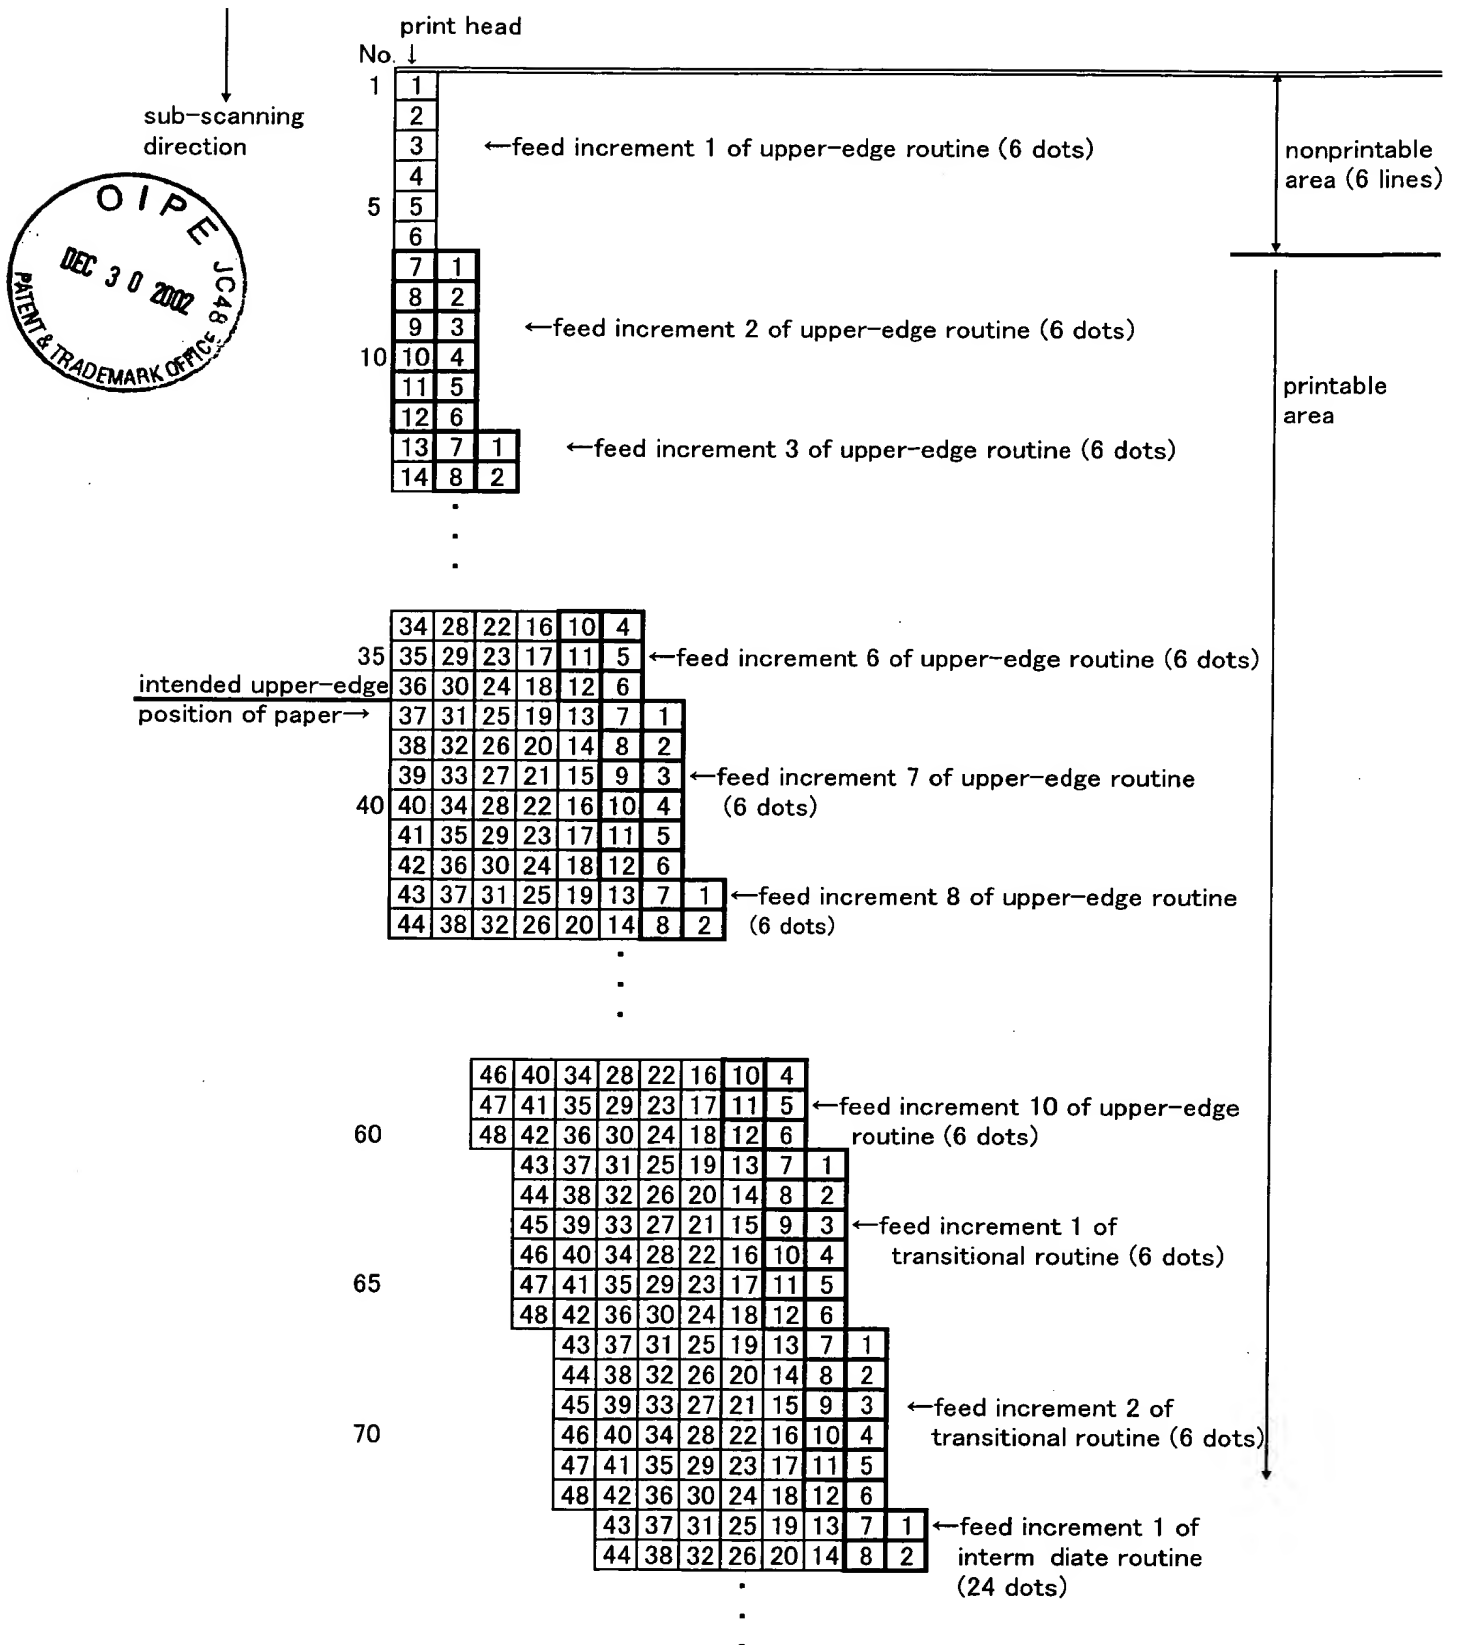 print head
No. ↓
1 1
sub-scanning
direction
2
3 ←feed increment 1 of upper-edge routine (6 dots)
nonprintable
area (6 lines)
4
5 5
6
OIPE JC48
DEC 30 2002
PATENT & TRADEMARK OFFICE
7 1
8 2
9 3 ←feed increment 2 of upper-edge routine (6 dots)
10 10 4
11 5
printable
area
12 6
13 7 1 ←feed increment 3 of upper-edge routine (6 dots)
14 8 2
34 28 22 16 10 4
35 35 29 23 17 11 5 ←feed increment 6 of upper-edge routine (6 dots)
intended upper-edge 36 30 24 18 12 6
position of paper→ 37 31 25 19 13 7 1
38 32 26 20 14 8 2
39 33 27 21 15 9 3 ←feed increment 7 of upper-edge routine
40 40 34 28 22 16 10 4 (6 dots)
41 35 29 23 17 11 5
42 36 30 24 18 12 6
43 37 31 25 19 13 7 1 ←feed increment 8 of upper-edge routine
44 38 32 26 20 14 8 2 (6 dots)
46 40 34 28 22 16 10 4
47 41 35 29 23 17 11 5 ←feed increment 10 of upper-edge
60 48 42 36 30 24 18 12 6 routine (6 dots)
43 37 31 25 19 13 7 1
44 38 32 26 20 14 8 2
45 39 33 27 21 15 9 3 ←feed increment 1 of
46 40 34 28 22 16 10 4 transitional routine (6 dots)
65 47 41 35 29 23 17 11 5
48 42 36 30 24 18 12 6
43 37 31 25 19 13 7 1
44 38 32 26 20 14 8 2
45 39 33 27 21 15 9 3 ←feed increment 2 of
70 46 40 34 28 22 16 10 4 transitional routine (6 dots)
47 41 35 29 23 17 11 5
48 42 36 30 24 18 12 6
43 37 31 25 19 13 7 1 ←feed increment 1 of
44 38 32 26 20 14 8 2 interm diate routine
(24 dots)